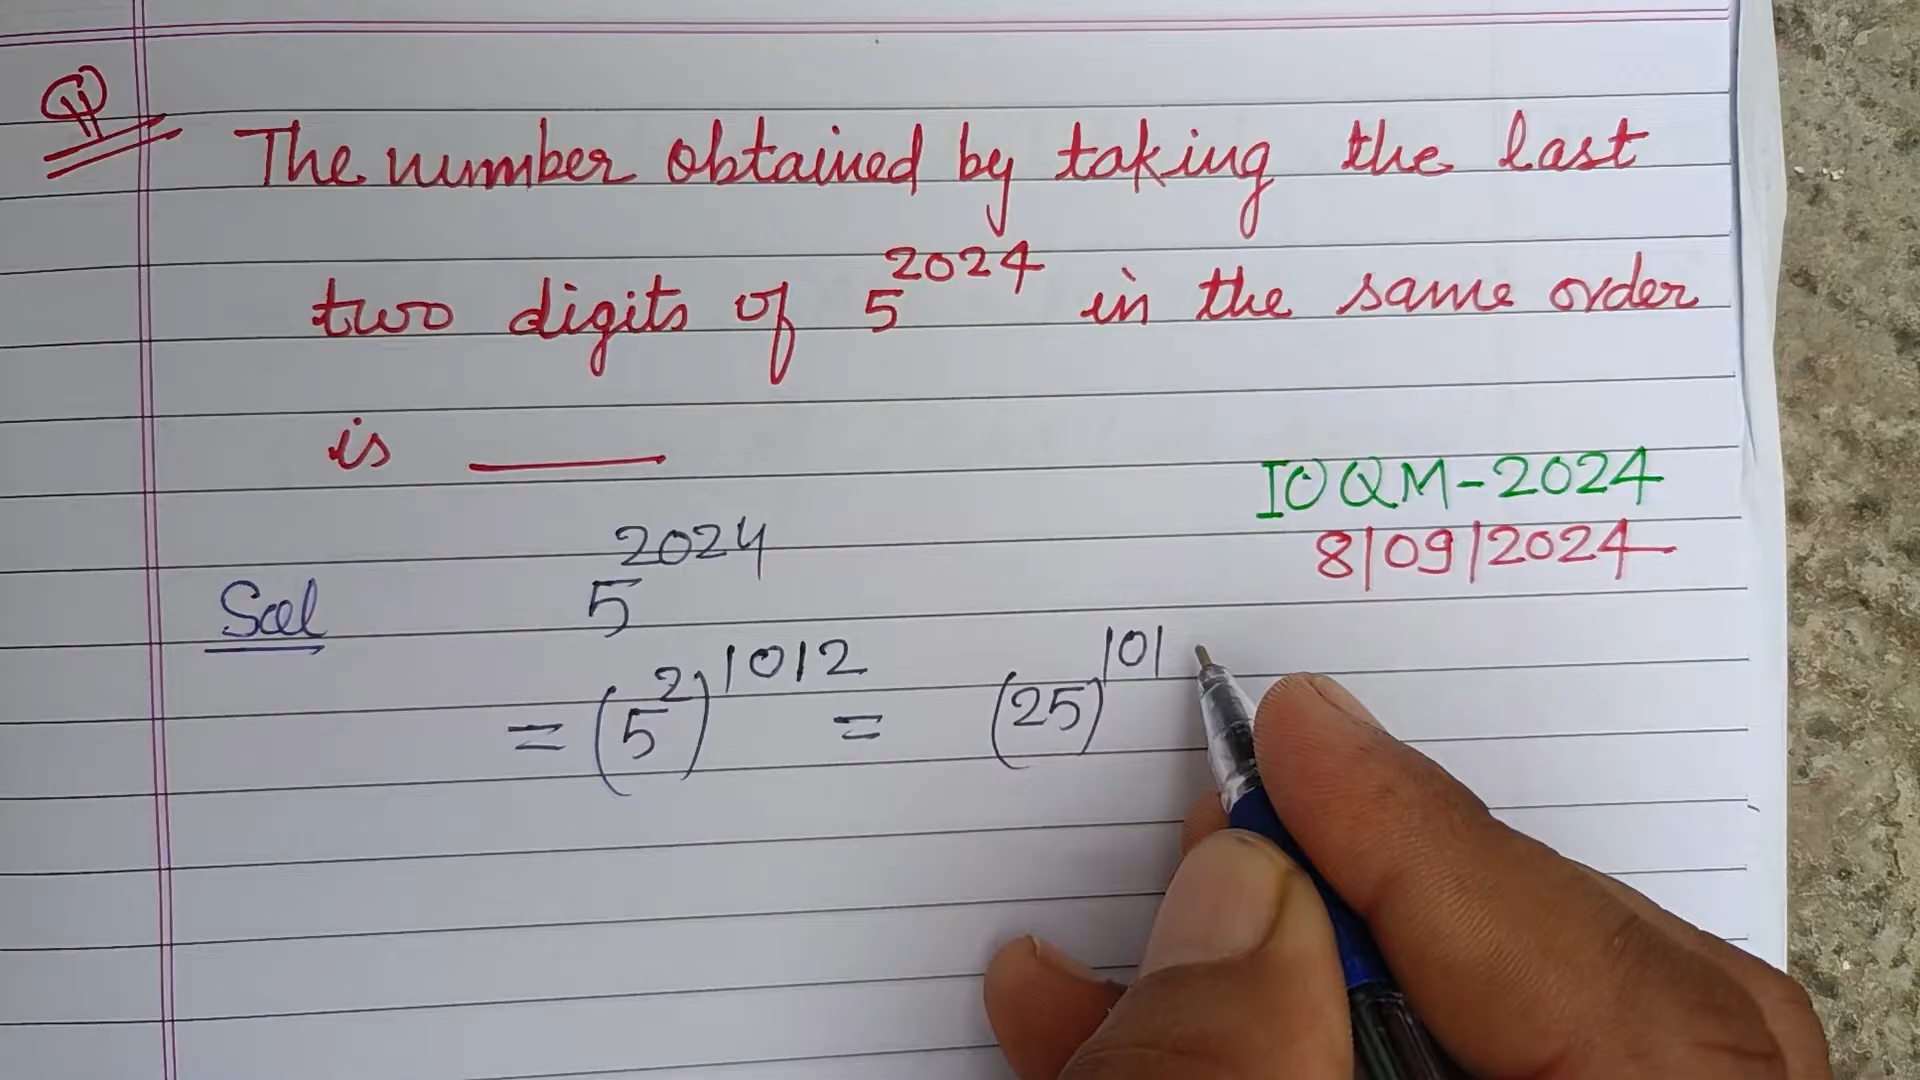 Q
The number obtained by taking the last
two digits of 5^2024 in the same order
is ______
IOQM-2024
8/09/2024
Sol 5^2024
= (5^2)^1012 = (25)^101